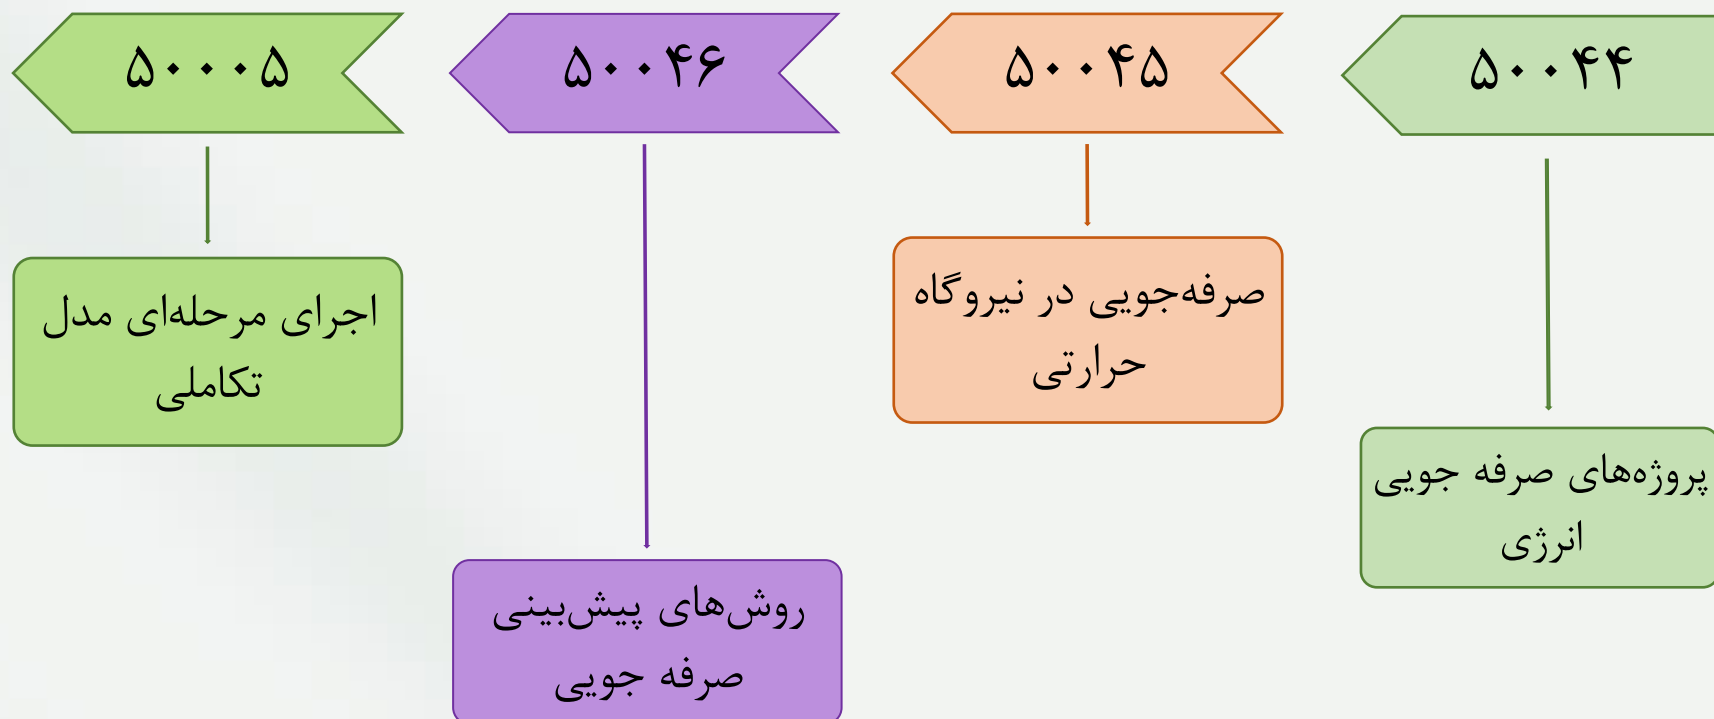 ۵۰۰۴۴
۵۰۰۴۵
۵۰۰۴۶
۵۰۰۰۵
پروژه‌های صرفه جویی
انرژی
صرفه‌جویی در نیروگاه
حرارتی
روش‌های پیش‌بینی
صرفه جویی
اجرای مرحله‌ای مدل
تکاملی